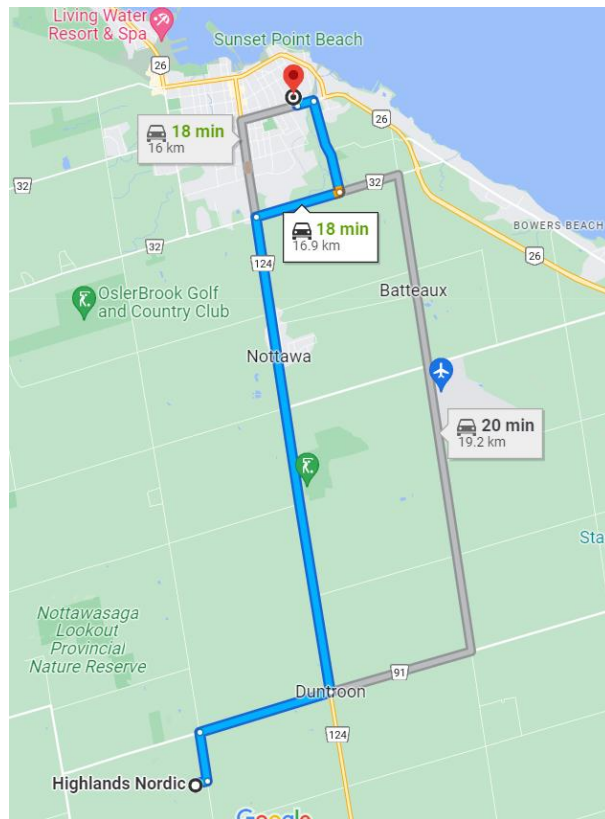 Living Water
Resort & Spa
Sunset Point Beach
26
18 min
16 km
26
32
32
32
18 min
16.9 km
BOWERS BEACH
26
124
OslerBrook Golf
and Country Club
Batteaux
Nottawa
20 min
19.2 km
Sta
Nottawasaga
Lookout
Provincial
Nature Reserve
91
Duntroon
124
Highlands Nordic
Google